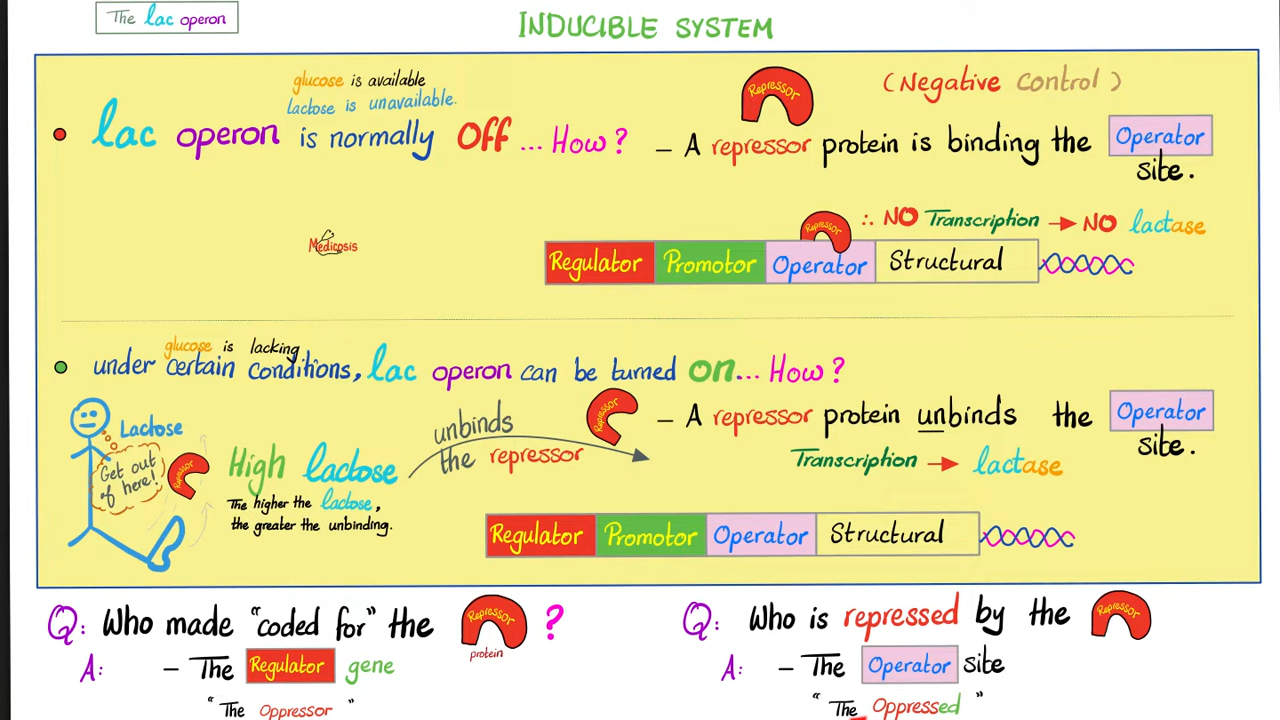 The lac operon
INDUCIBLE SYSTEM
glucose is available
lactose is unavailable.
lac operon is normally Off ... How?
Repressor
(Negative Control)
– A repressor protein is binding the Operator
site.
Medicosis
Repressor
∴ NO Transcription → NO lactase
Regulator Promotor Operator Structural
glucose is lacking
under certain conditions, lac operon can be turned on... How?
Lactose
Get out
of here!
Repressor
High lactose
The higher the lactose,
the greater the unbinding.
unbinds
the repressor
Repressor
– A repressor protein unbinds the Operator
site.
Transcription → lactase
Regulator Promotor Operator Structural
Q: Who made "coded for" the Repressor ?
protein
A: – The Regulator gene
"The Oppressor"
Q: Who is repressed by the Repressor
A: – The Operator site
"The Oppressed"